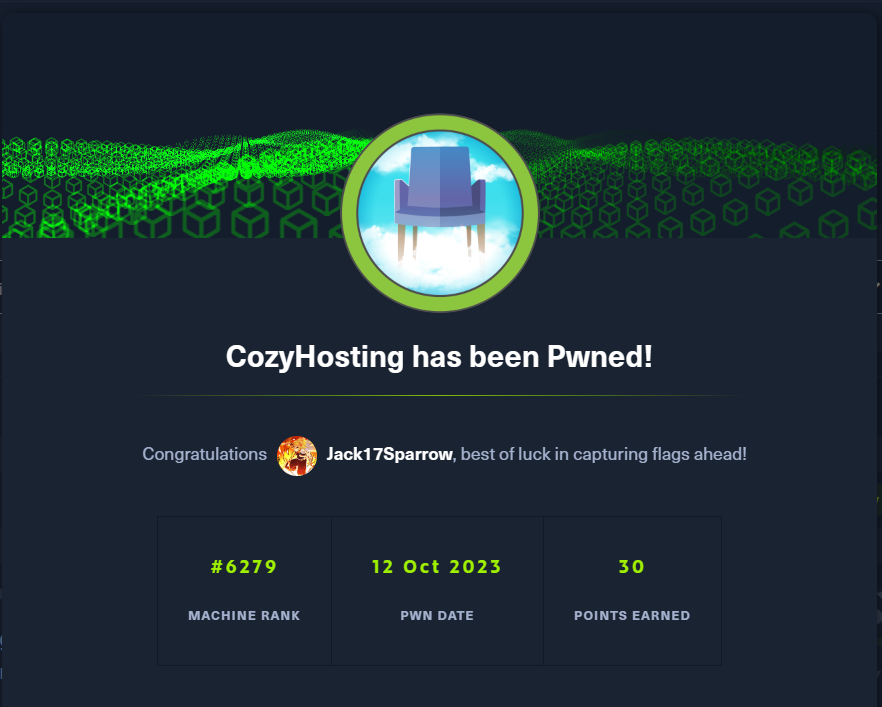 CozyHosting has been Pwned!
Congratulations Jack17Sparrow, best of luck in capturing flags ahead!
#6279 12 Oct 2023 30
MACHINE RANK PWN DATE POINTS EARNED